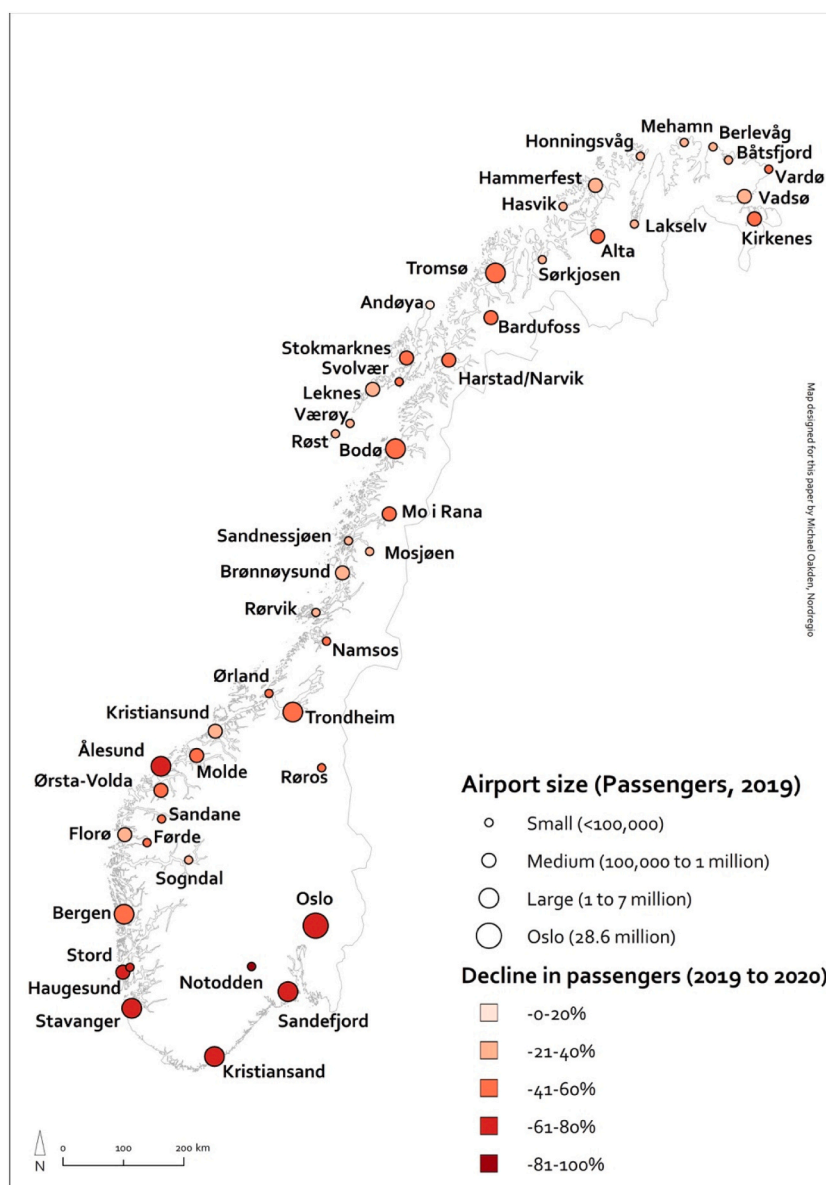 Mehamn
Berlevåg
Honningsvåg
Båtsfjord
Hammerfest
Vardø
Vadsø
Hasvik
Lakselv
Kirkenes
Alta
Tromsø
Sørkjosen
Andøya
Bardufoss
Stokmarknes
Svolvær
Harstad/Narvik
Leknes
Værøy
Røst
Bodø
Mo i Rana
Sandnessjøen
Mosjøen
Brønnøysund
Rørvik
Namsos
Ørland
Kristiansund
Trondheim
Ålesund
Molde
Røros
Ørsta-Volda
Sandane
Florø
Førde
Sogndal
Oslo
Bergen
Stord
Notodden
Haugesund
Sandefjord
Stavanger
Kristiansand
Map designed for this paper by Michael Oakden, Nordregio
Airport size (Passengers, 2019)
Small (<100,000)
Medium (100,000 to 1 million)
Large (1 to 7 million)
Oslo (28.6 million)
Decline in passengers (2019 to 2020)
-0-20%
-21-40%
-41-60%
-61-80%
-81-100%
N
0 100 200 km